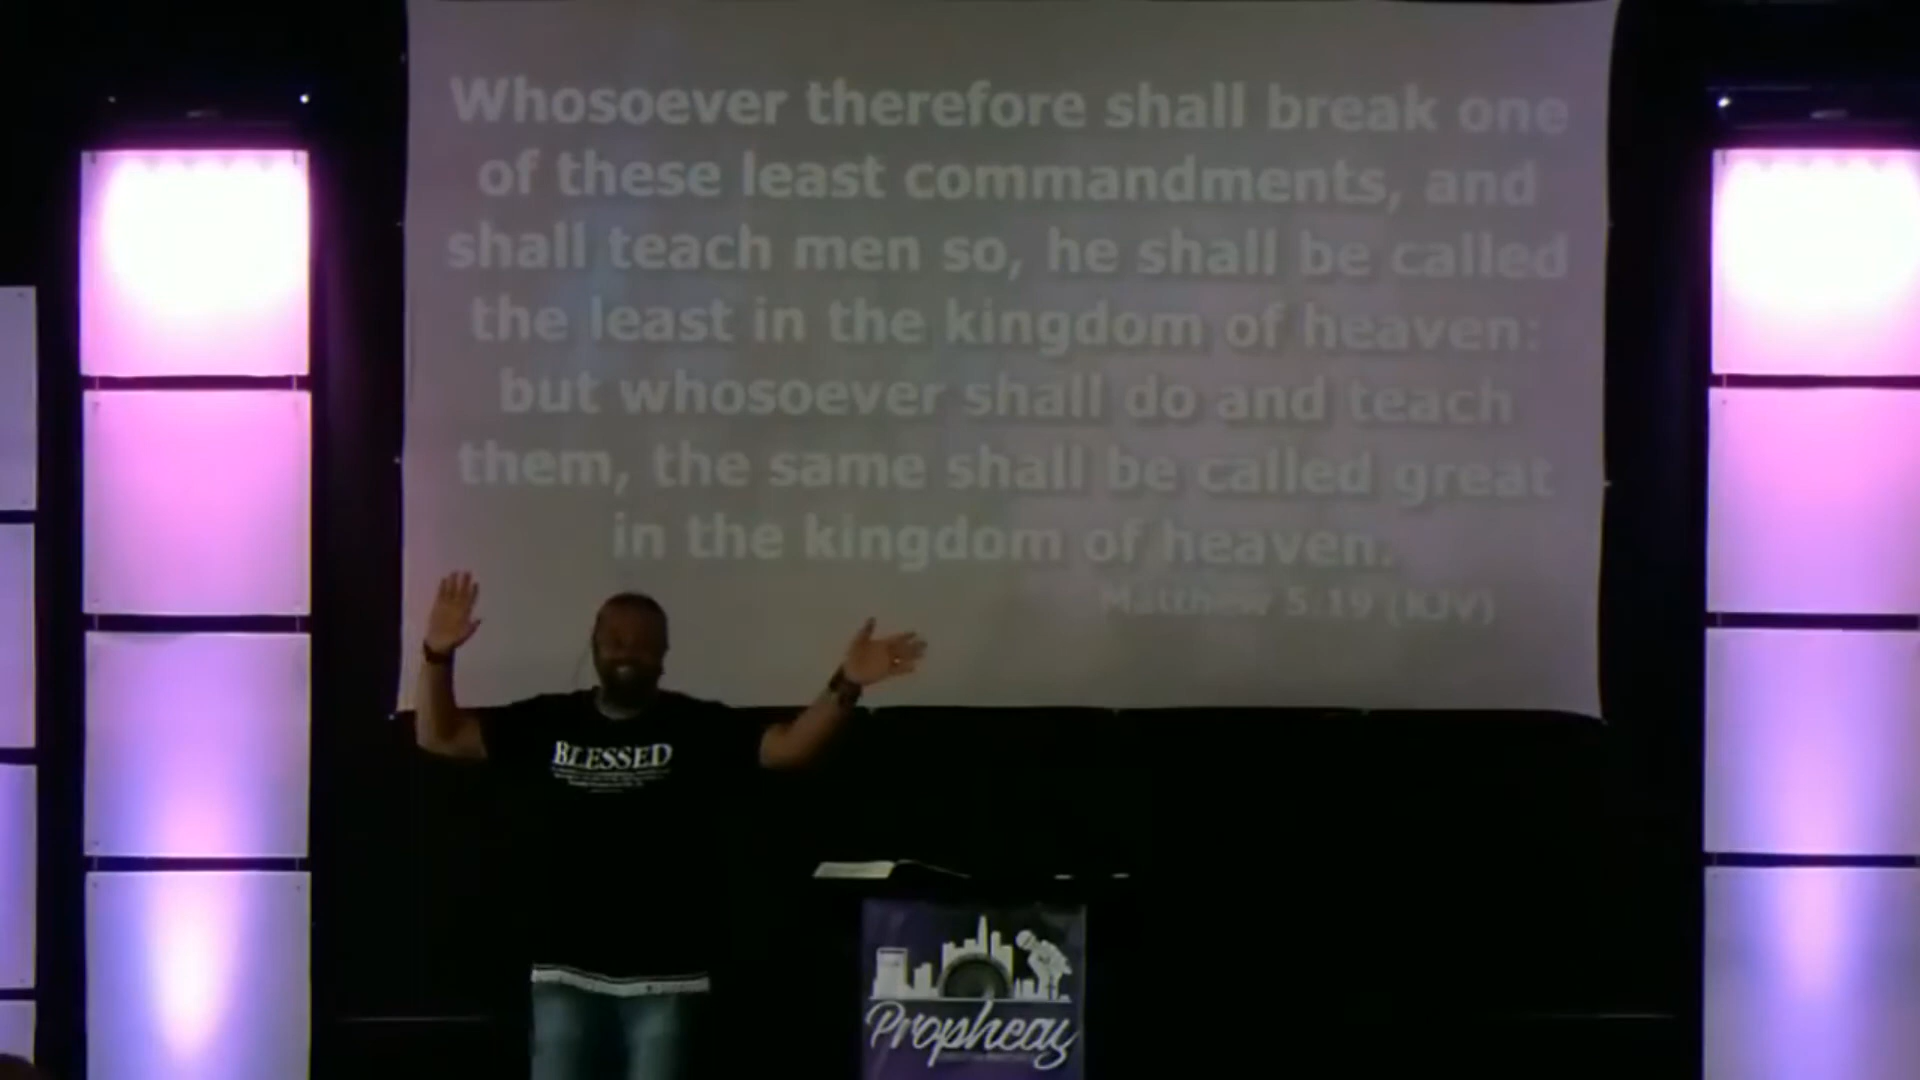 Whosoever therefore shall break one
of these least commandments, and
shall teach men so, he shall be called
the least in the kingdom of heaven:
but whosoever shall do and teach
them, the same shall be called great
in the kingdom of heaven.
Matthew 5:19 (KJV)
BLESSED
Propheaz